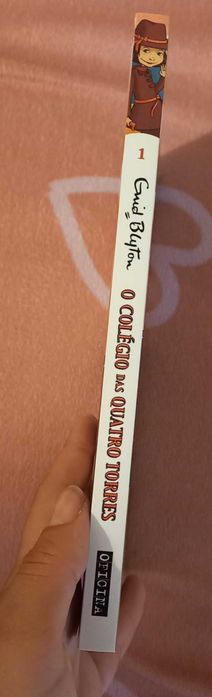 1
Enid Blyton
O COLÉGIO DAS QUATRO TORRES
OFICINA